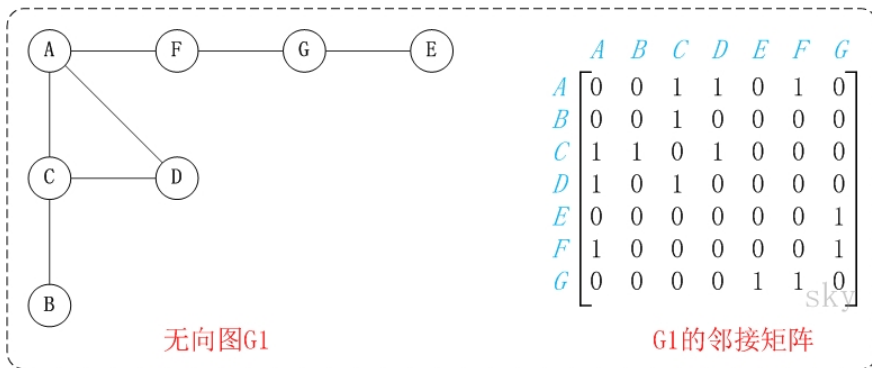 A F G E
C D
B
无向图G1
A B C D E F G
A 0 0 1 1 0 1 0
B 0 0 1 0 0 0 0
C 1 1 0 1 0 0 0
D 1 0 1 0 0 0 0
E 0 0 0 0 0 0 1
F 1 0 0 0 0 0 1
G 0 0 0 0 1 1 0
sky
G1的邻接矩阵